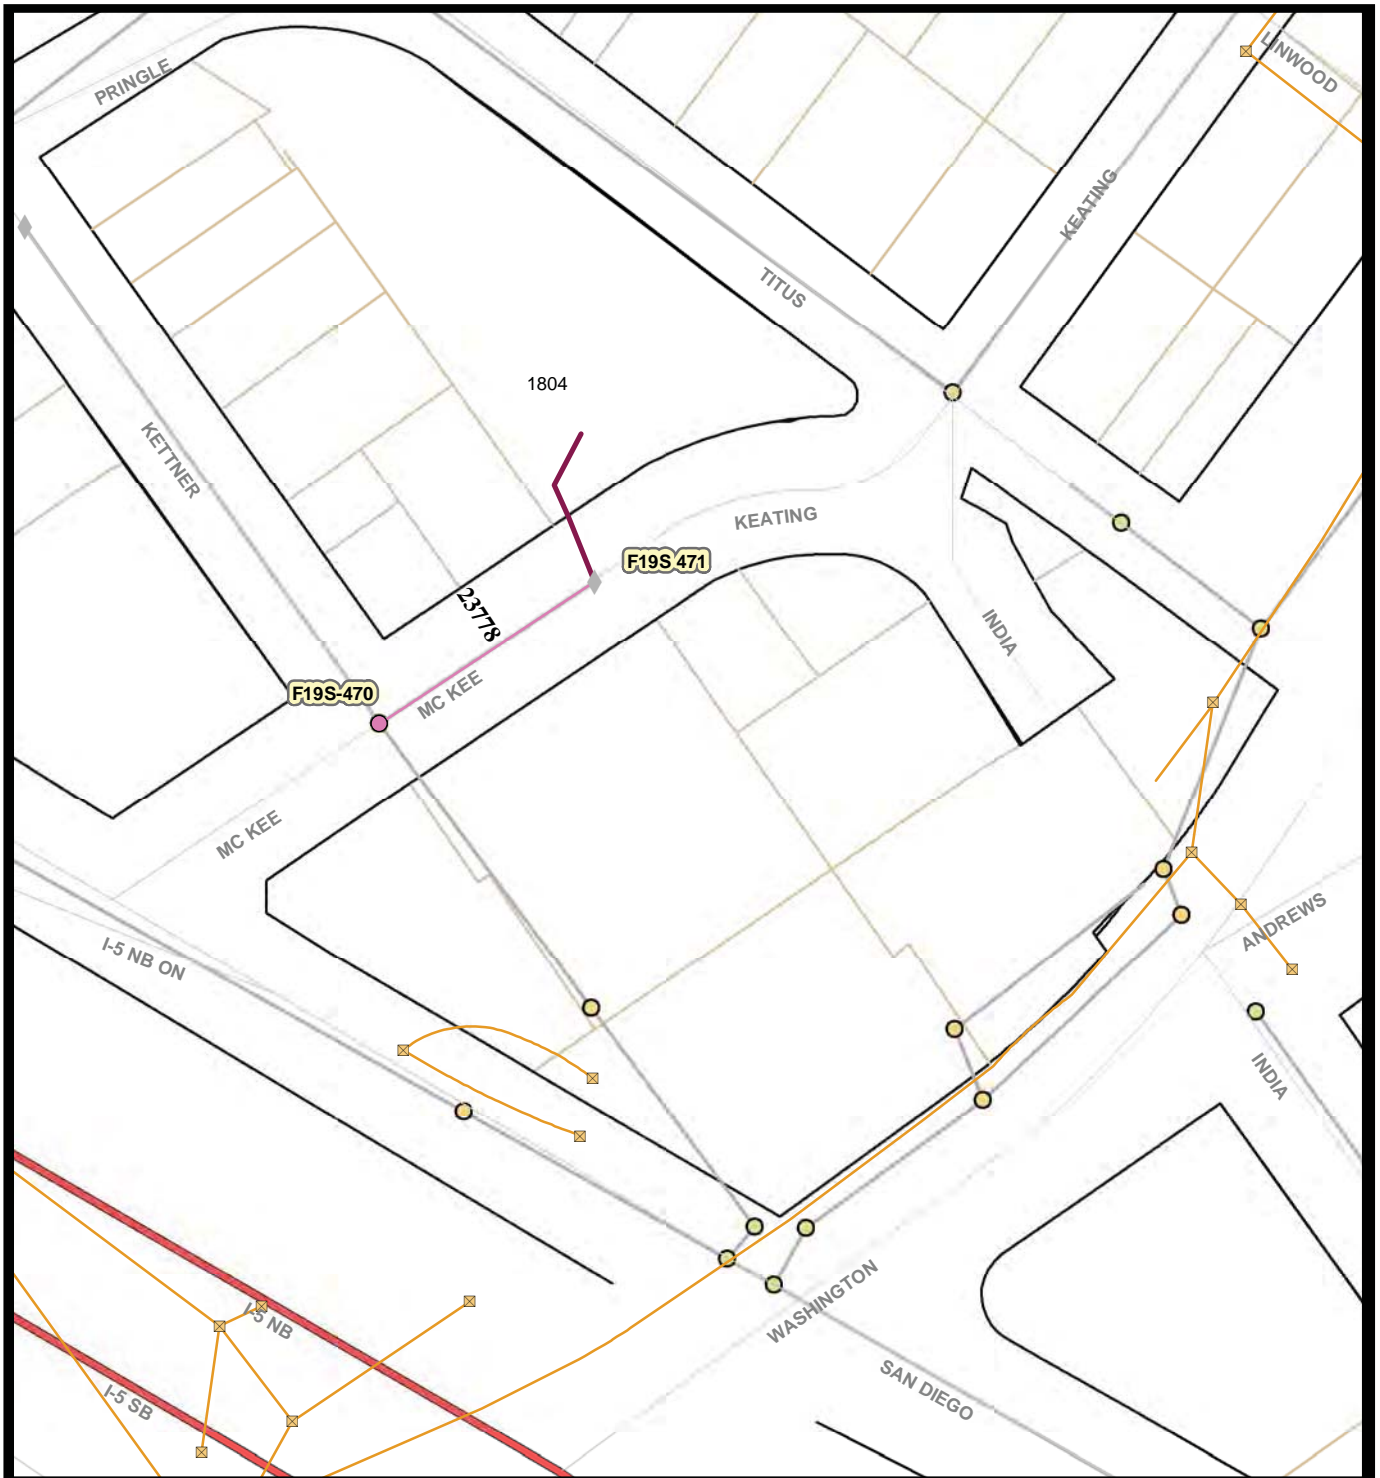 LINWOOD
PRINGLE
KEATING
TITUS
1804
KETTNER
KEATING
F19S 471
23778
INDIA
F19S-470
MC KEE
MC KEE
ANDREWS
I-5 NB ON
INDIA
WASHINGTON
I-5 NB
SAN DIEGO
I-5 SB